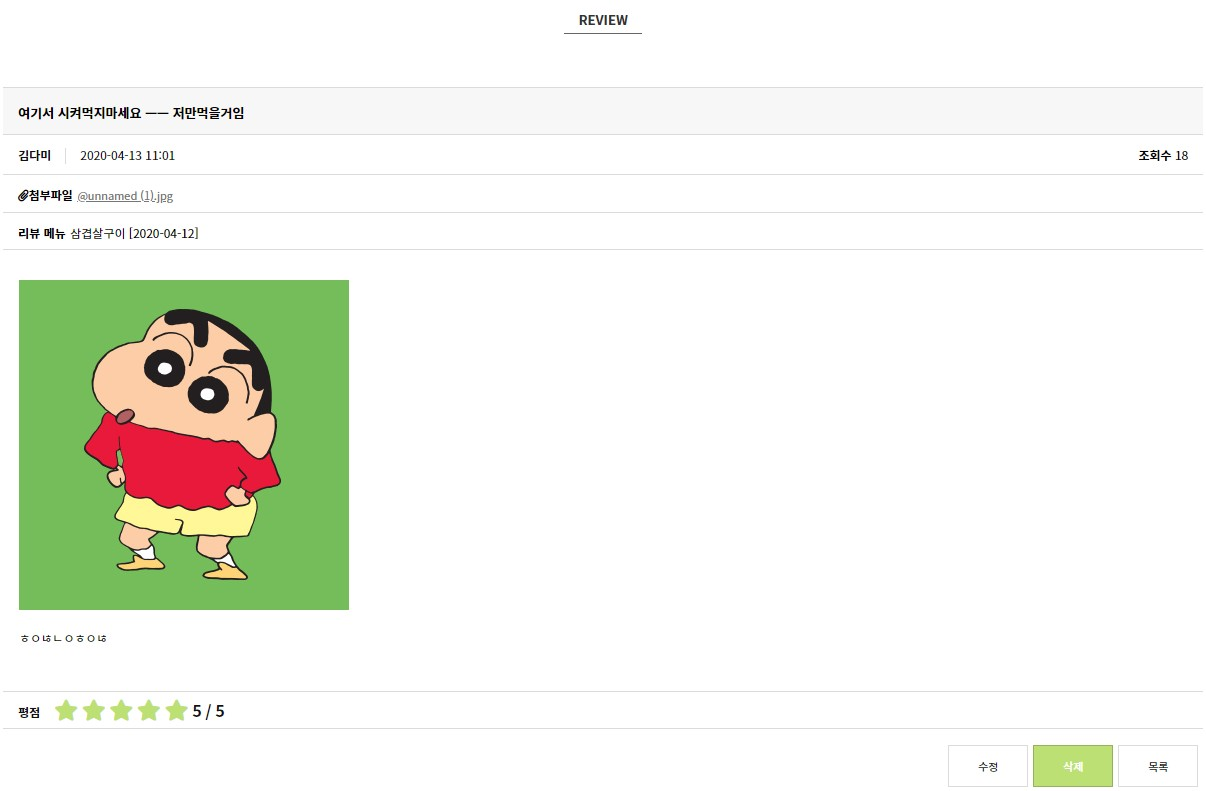 REVIEW
여기서 시켜먹지마세요 ㅡㅡ 저만먹을거임
김다미 2020-04-13 11:01 조회수 18
첨부파일 @unnamed (1).jpg
리뷰 메뉴 삼겹살구이 [2020-04-12]
평점 5 / 5
수정 삭제 목록